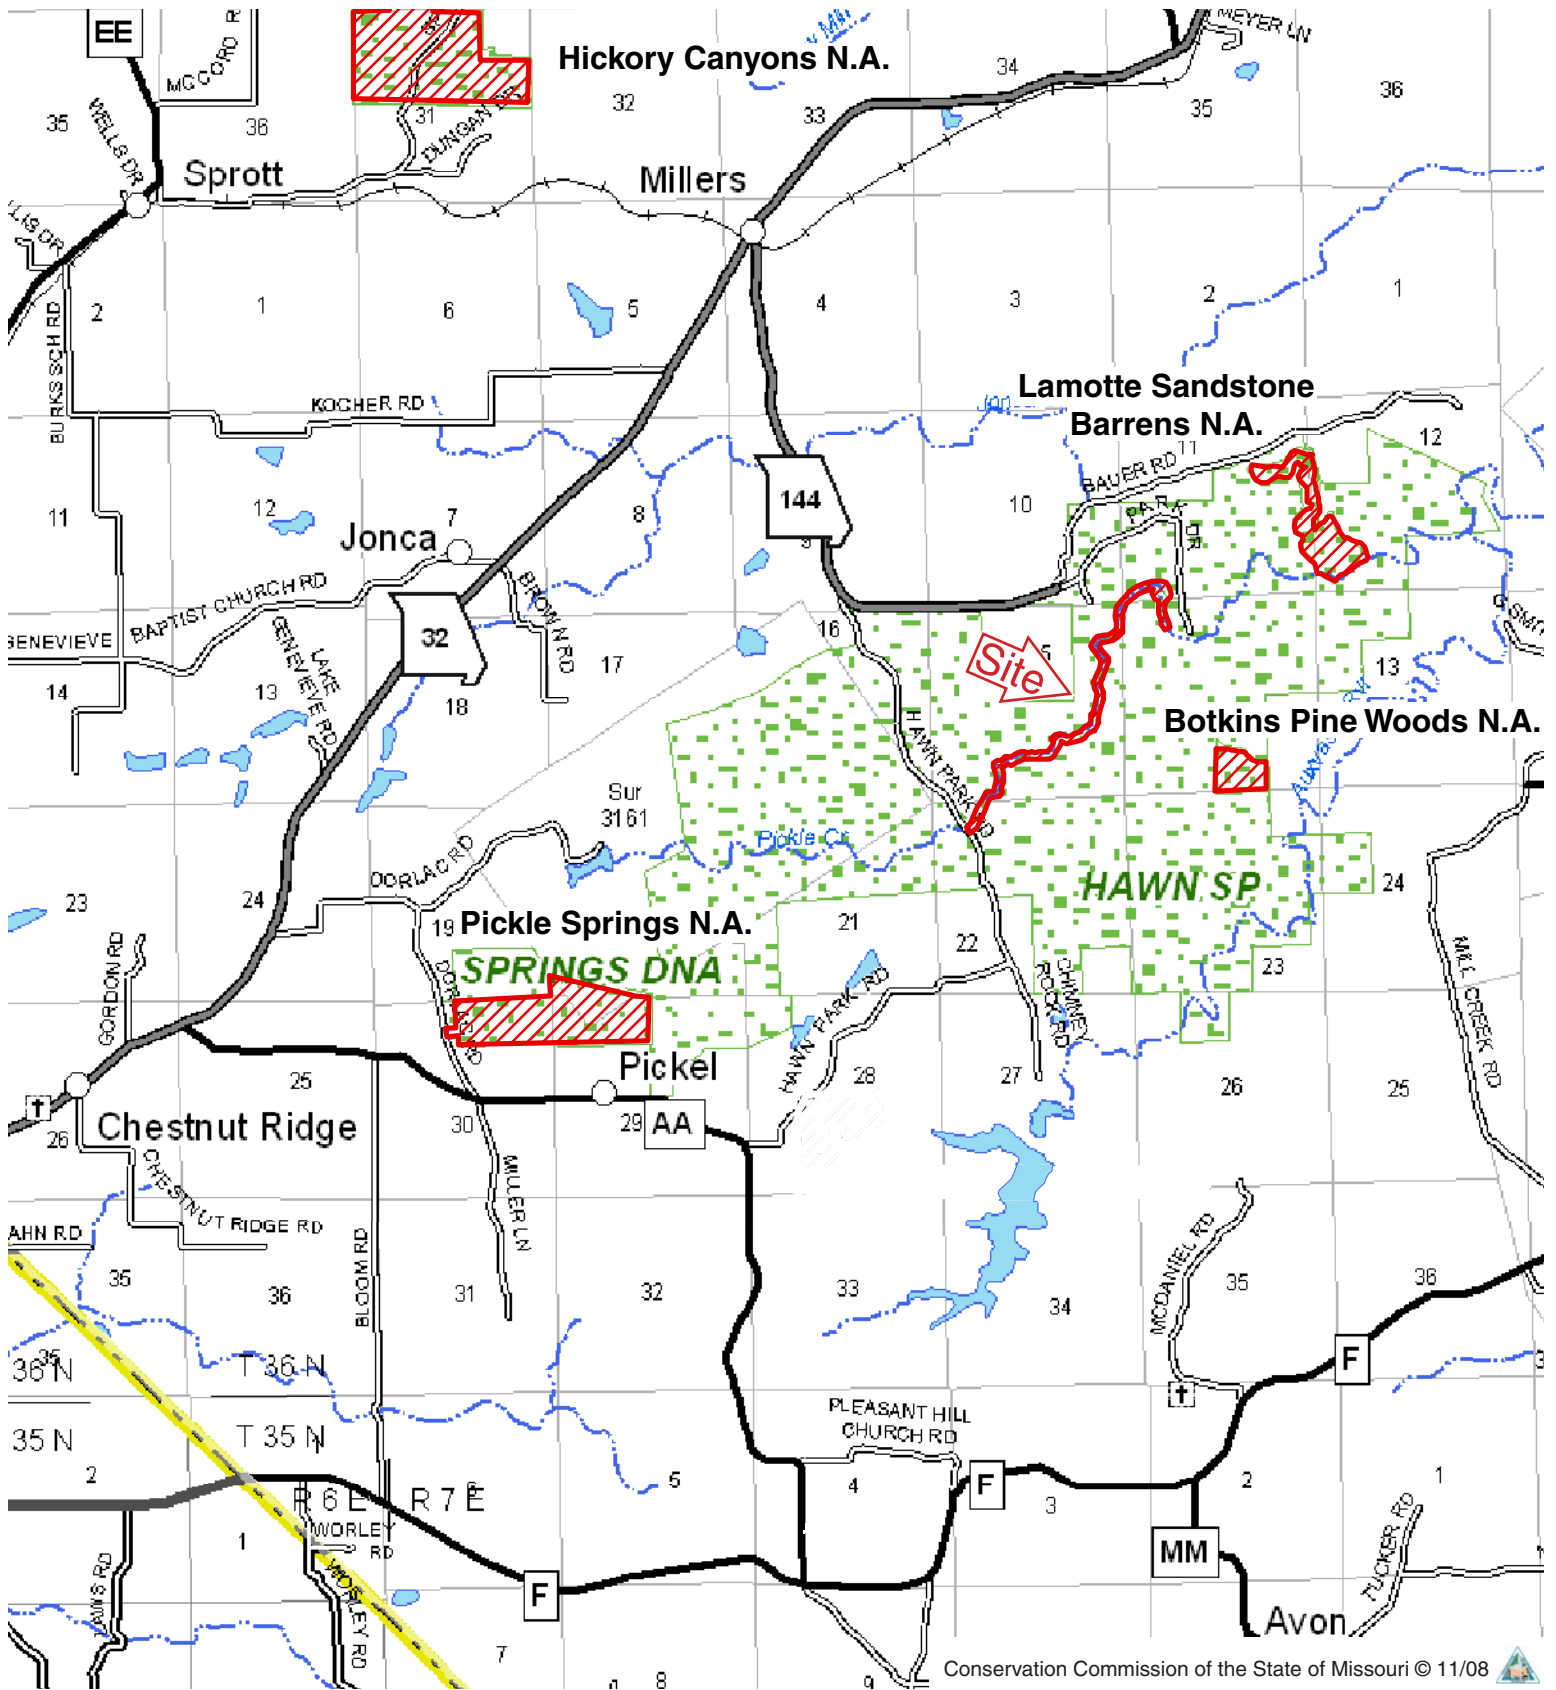 EE
MCCORD R
MEYER LN
Hickory Canyons N.A.
34
36
32
33
35
35
WELLS DR
36
31
DUNGAN
Sprott
Millers
LLIS DR
2
1
6
5
4
3
2
1
BURKS SCH RD
Lamotte Sandstone
Barrens N.A.
KOCHER RD
11
12
BAUER RD
11
12
7
8
144
9
10
PARK DR
Jonca
BAPTIST CHURCH RD
BROWN RD
GENEVIEVE
32
LAKE
GENEVIEVE RD
16
17
Site
13
14
13
18
HAWN PARK RD
Botkins Pine Woods N.A.
Sur
3161
Pickle Cr
DORLAC RD
HAWN SP
23
24
19
Pickle Springs N.A.
21
22
24
SPRINGS DNA
23
GORDON RD
CHIMNEY
ROCK RD
MILL CREEK RD
HAWN PARK RD
Pickel
25
28
27
26
25
26
Chestnut Ridge
30
29
AA
CHESTNUT RIDGE RD
MILLER LN
AHN RD
BLOOM RD
MCDANIEL RD
35
36
31
32
33
34
35
36
36 N
T 36 N
F
35 N
T 35 N
PLEASANT HILL
CHURCH RD
2
5
4
F
3
2
1
R 6 E
R 7 E
WORLEY
RD
1
TUCKER RD
MM
F
WORLEY RD
Avon
7
8
9
Conservation Commission of the State of Missouri © 11/08